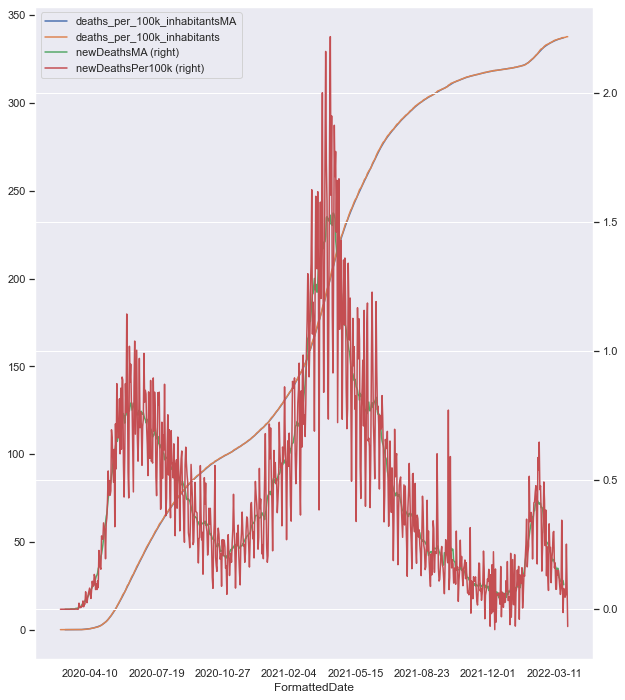 deaths_per_100k_inhabitantsMA
deaths_per_100k_inhabitants
newDeathsMA (right)
newDeathsPer100k (right)
350
300
250
200
150
100
50
0
2.0
1.5
1.0
0.5
0.0
2020-04-10 2020-07-19 2020-10-27 2021-02-04 2021-05-15 2021-08-23 2021-12-01 2022-03-11
FormattedDate